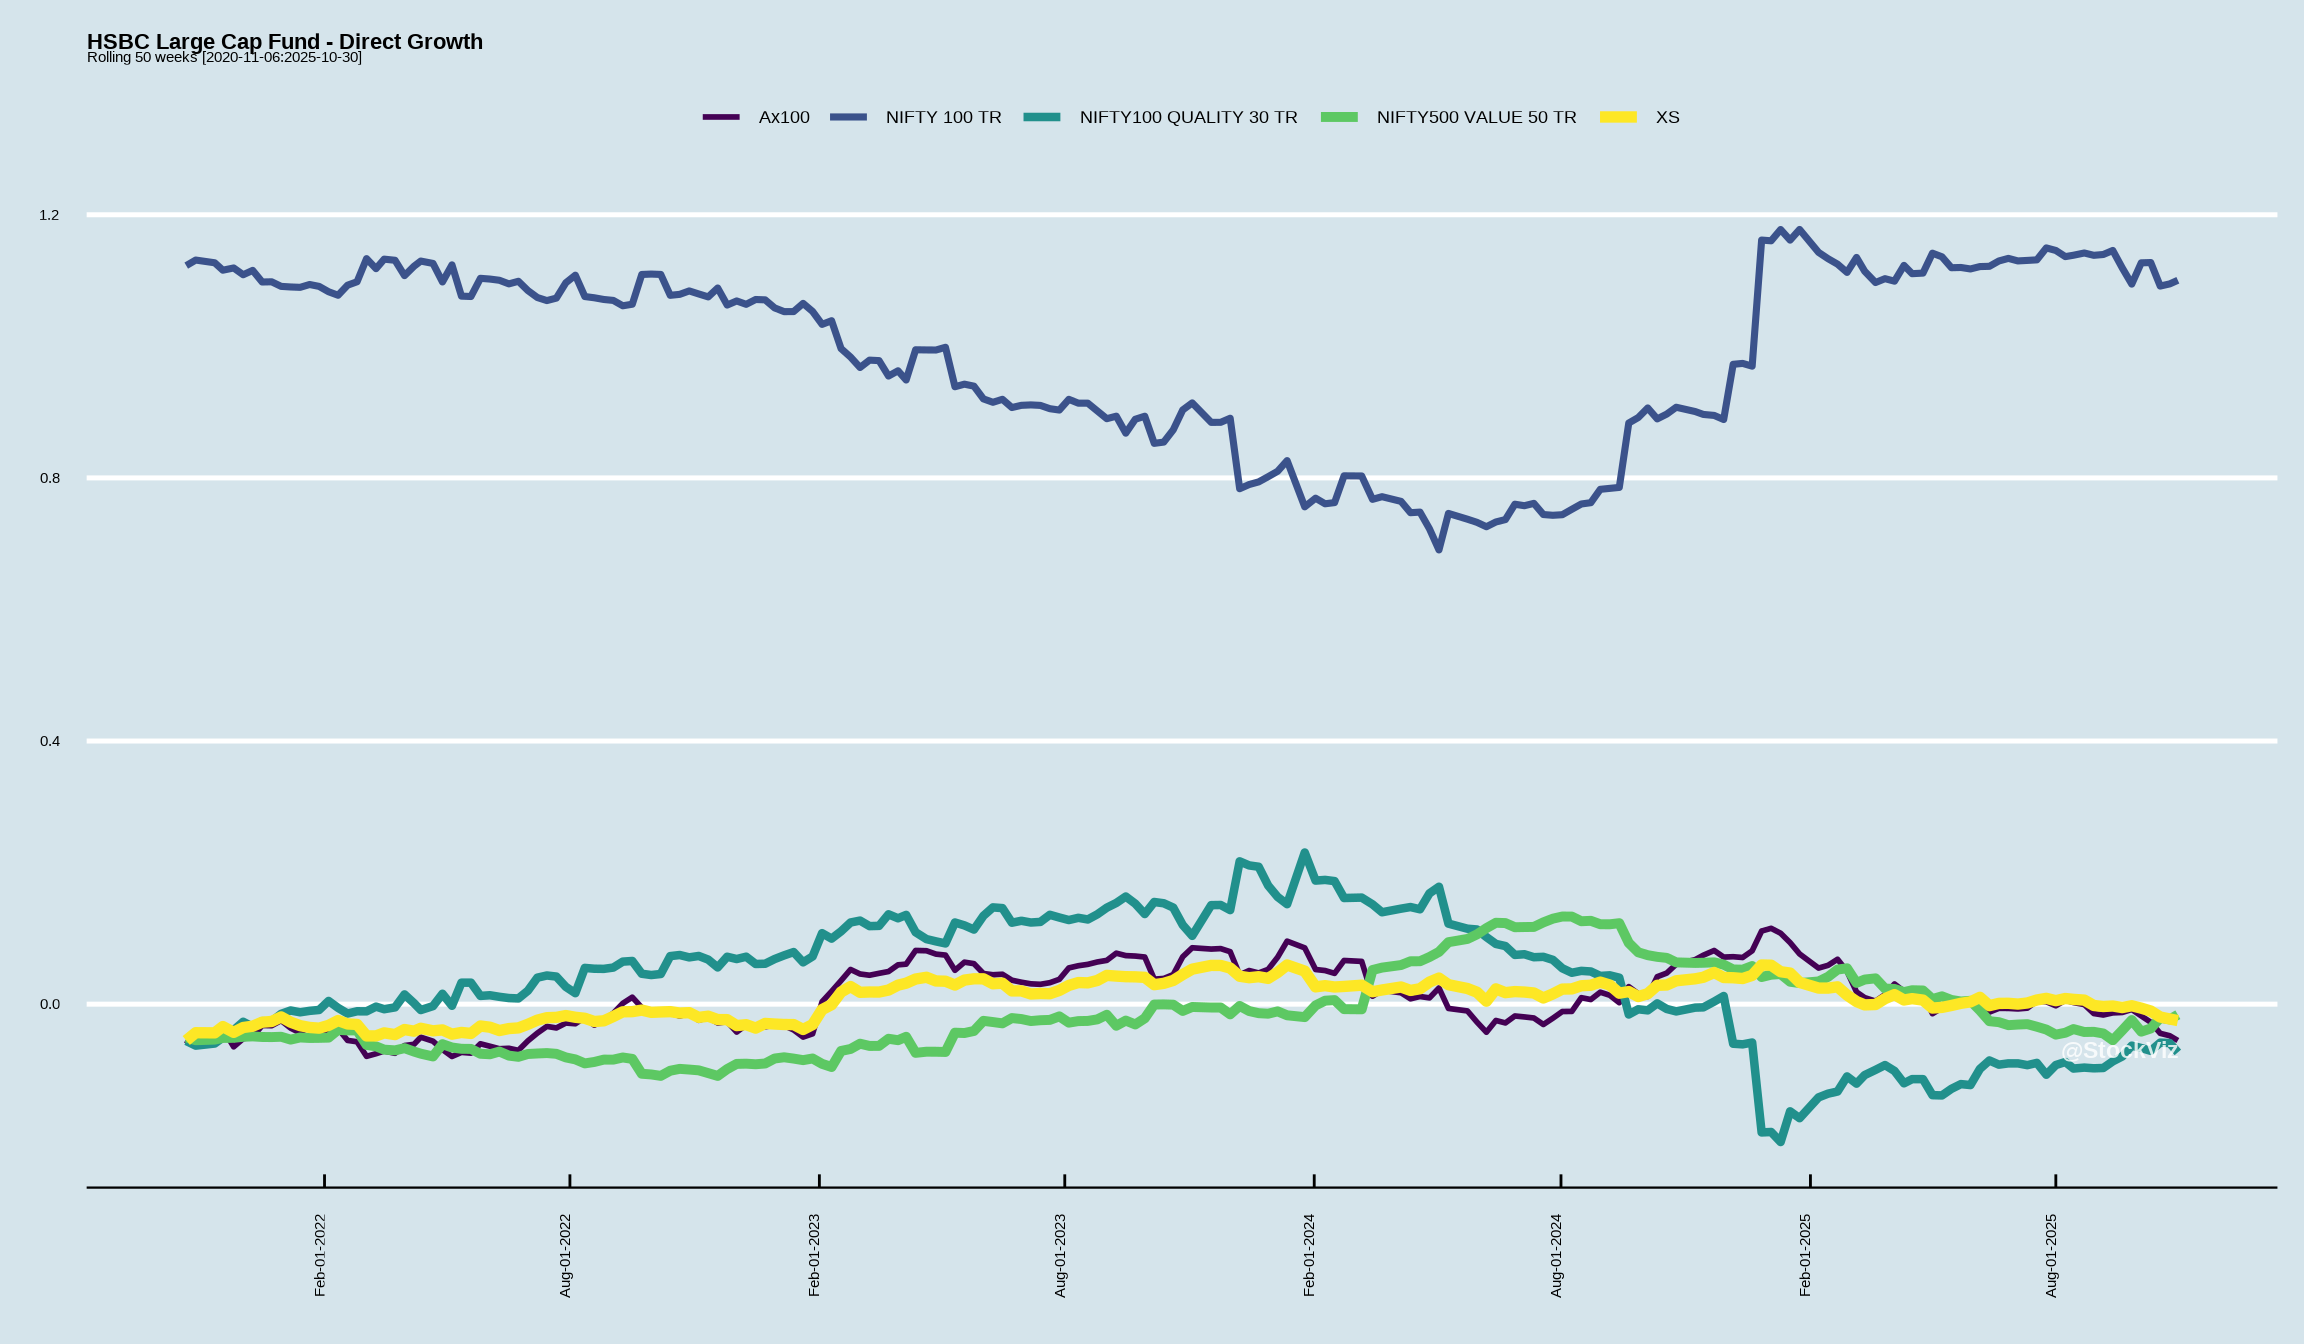 HSBC Large Cap Fund - Direct Growth
Rolling 50 weeks [2020-11-06:2025-10-30]
Ax100 NIFTY 100 TR NIFTY100 QUALITY 30 TR NIFTY500 VALUE 50 TR XS
1.2
0.8
0.4
0.0
@StockViz
Feb-01-2022 Aug-01-2022 Feb-01-2023 Aug-01-2023 Feb-01-2024 Aug-01-2024 Feb-01-2025 Aug-01-2025